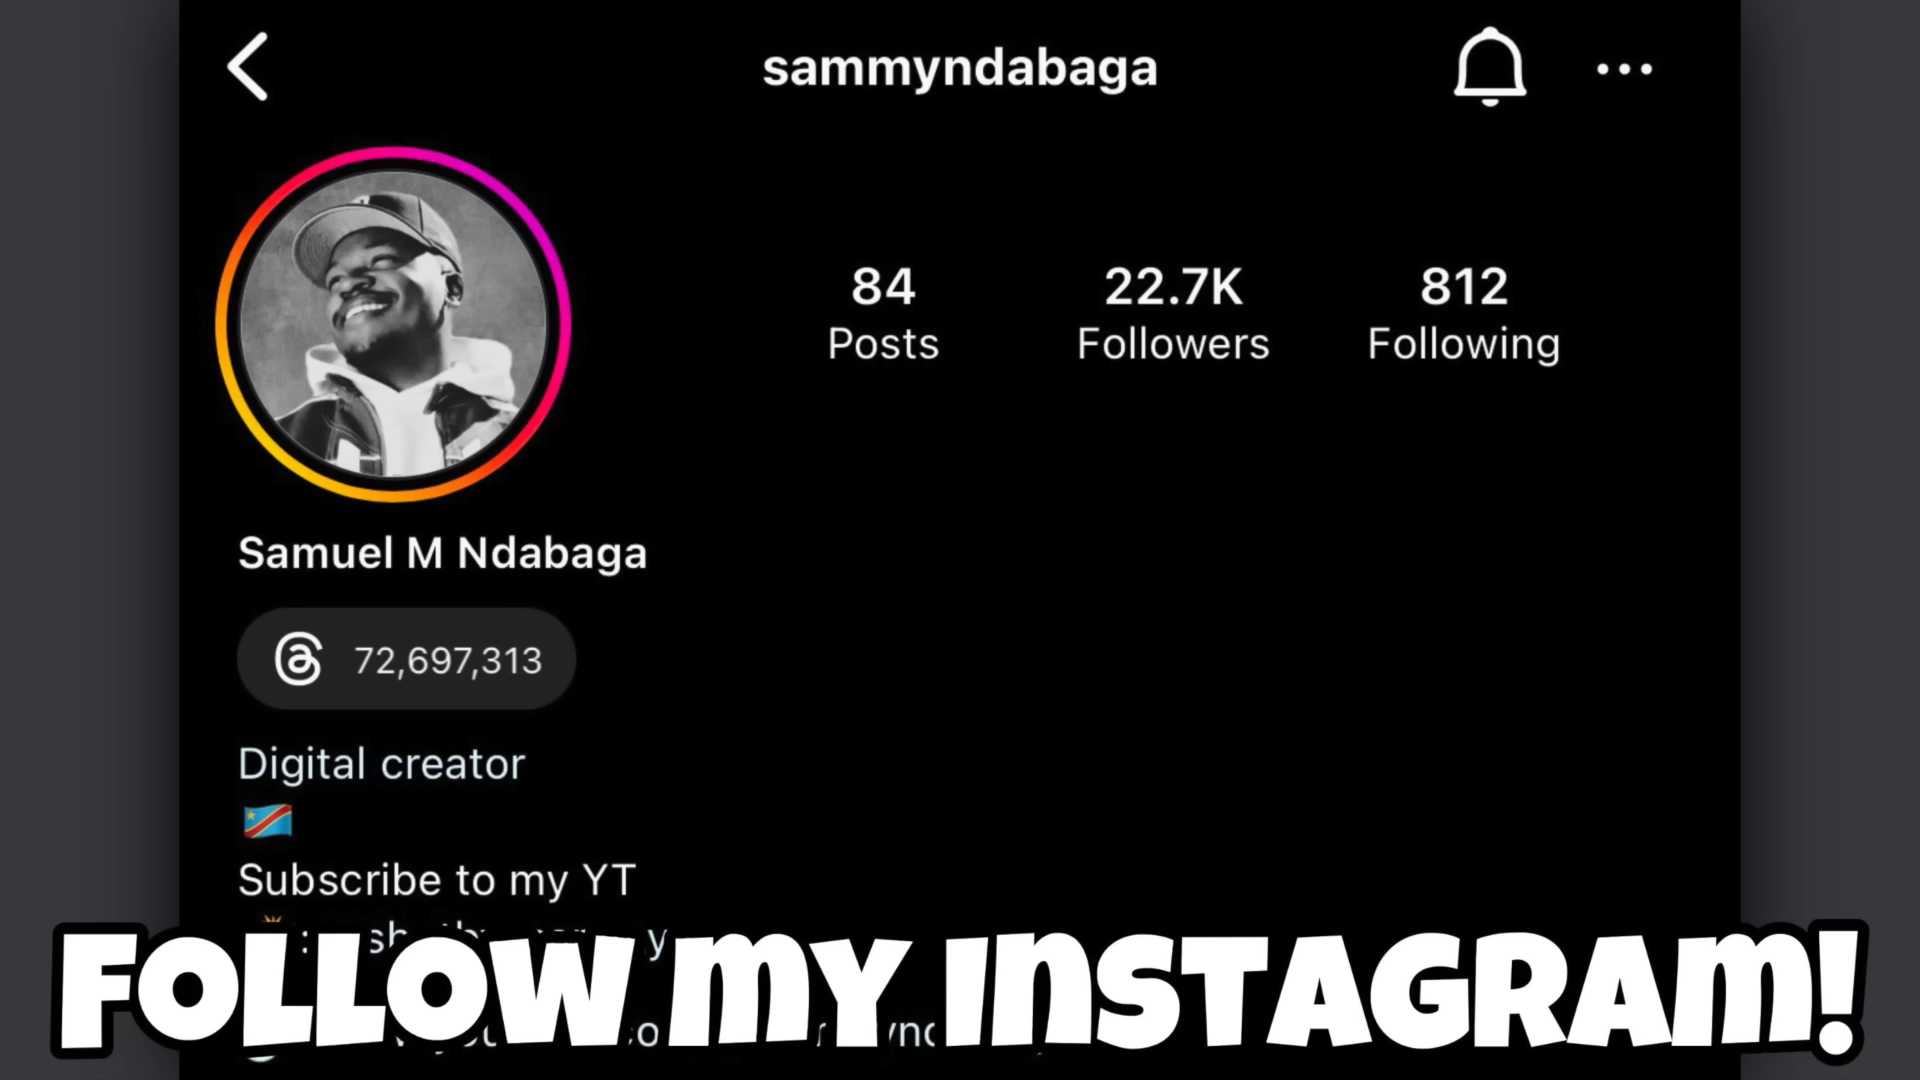 sammyndabaga
84 22.7K 812
Posts Followers Following
Samuel M Ndabaga
72,697,313
Digital creator
Subscribe to my YT
FOLLOW MY INSTAGRAM!